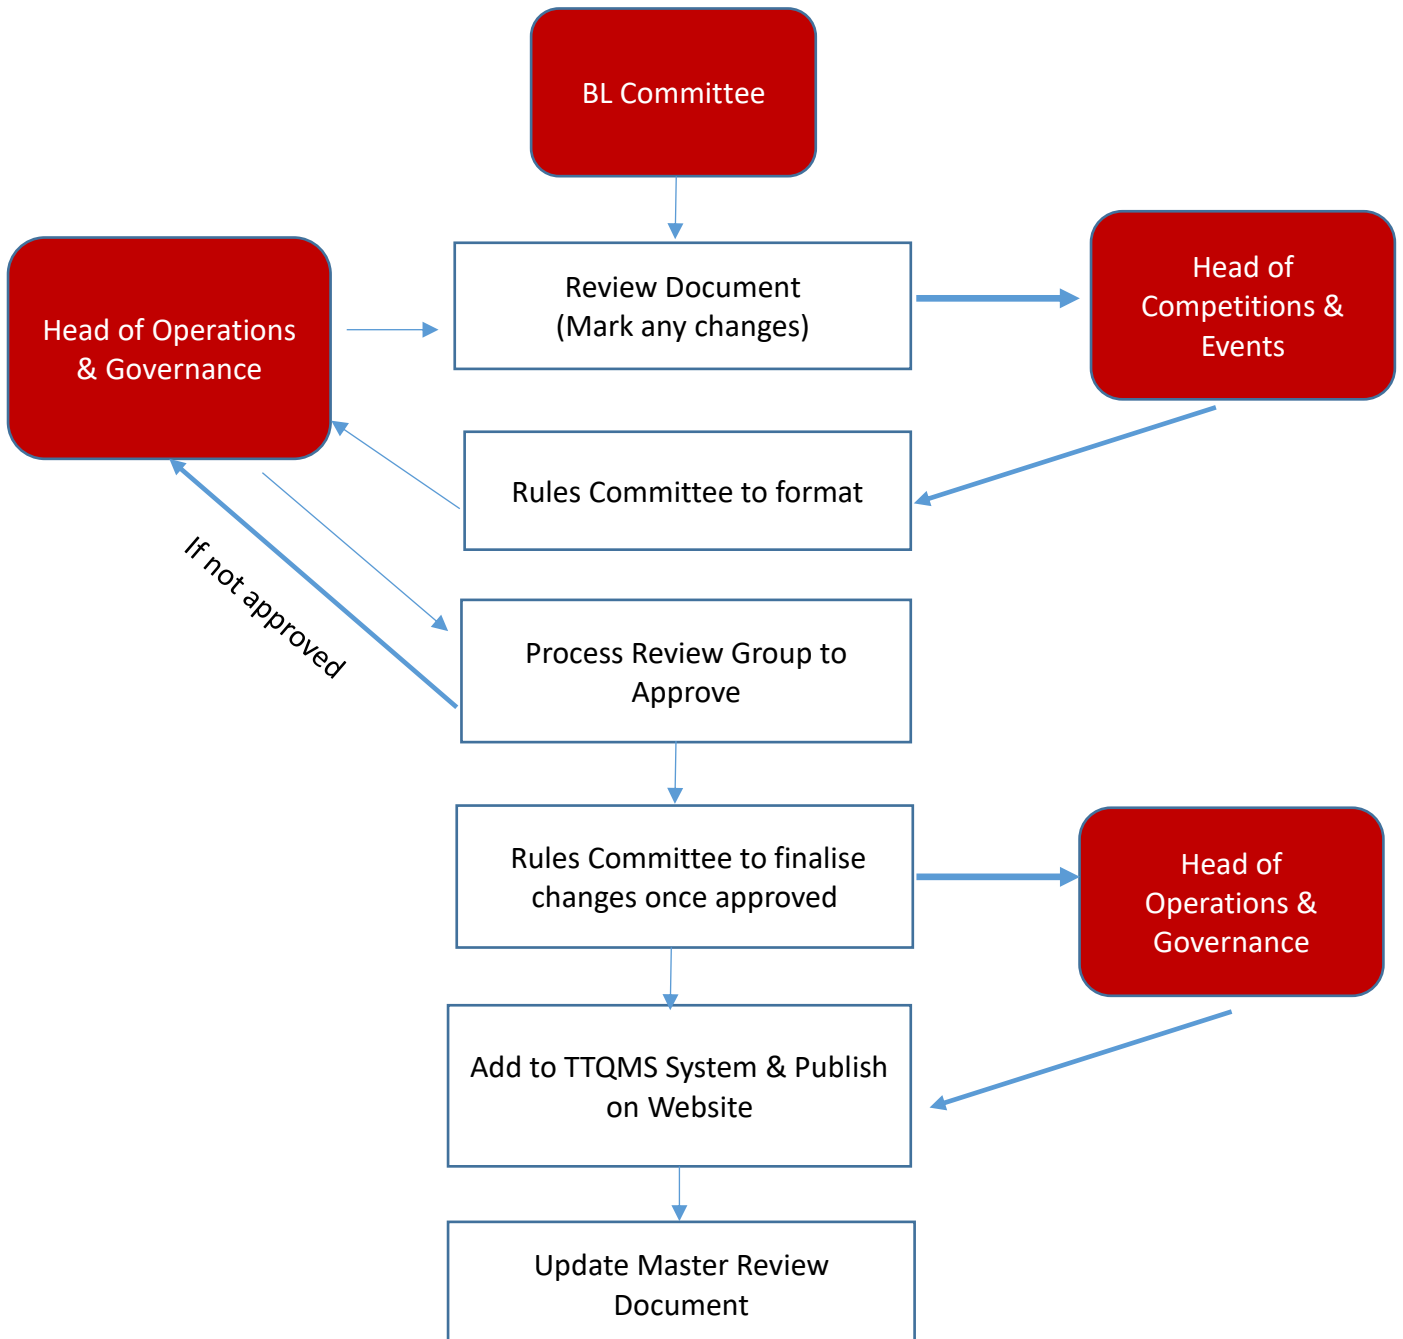 BL Committee
Review Document
(Mark any changes)
Head of
Competitions &
Events
Head of Operations
& Governance
Rules Committee to format
If not approved
Process Review Group to
Approve
Rules Committee to finalise
changes once approved
Head of
Operations &
Governance
Add to TTQMS System & Publish
on Website
Update Master Review
Document